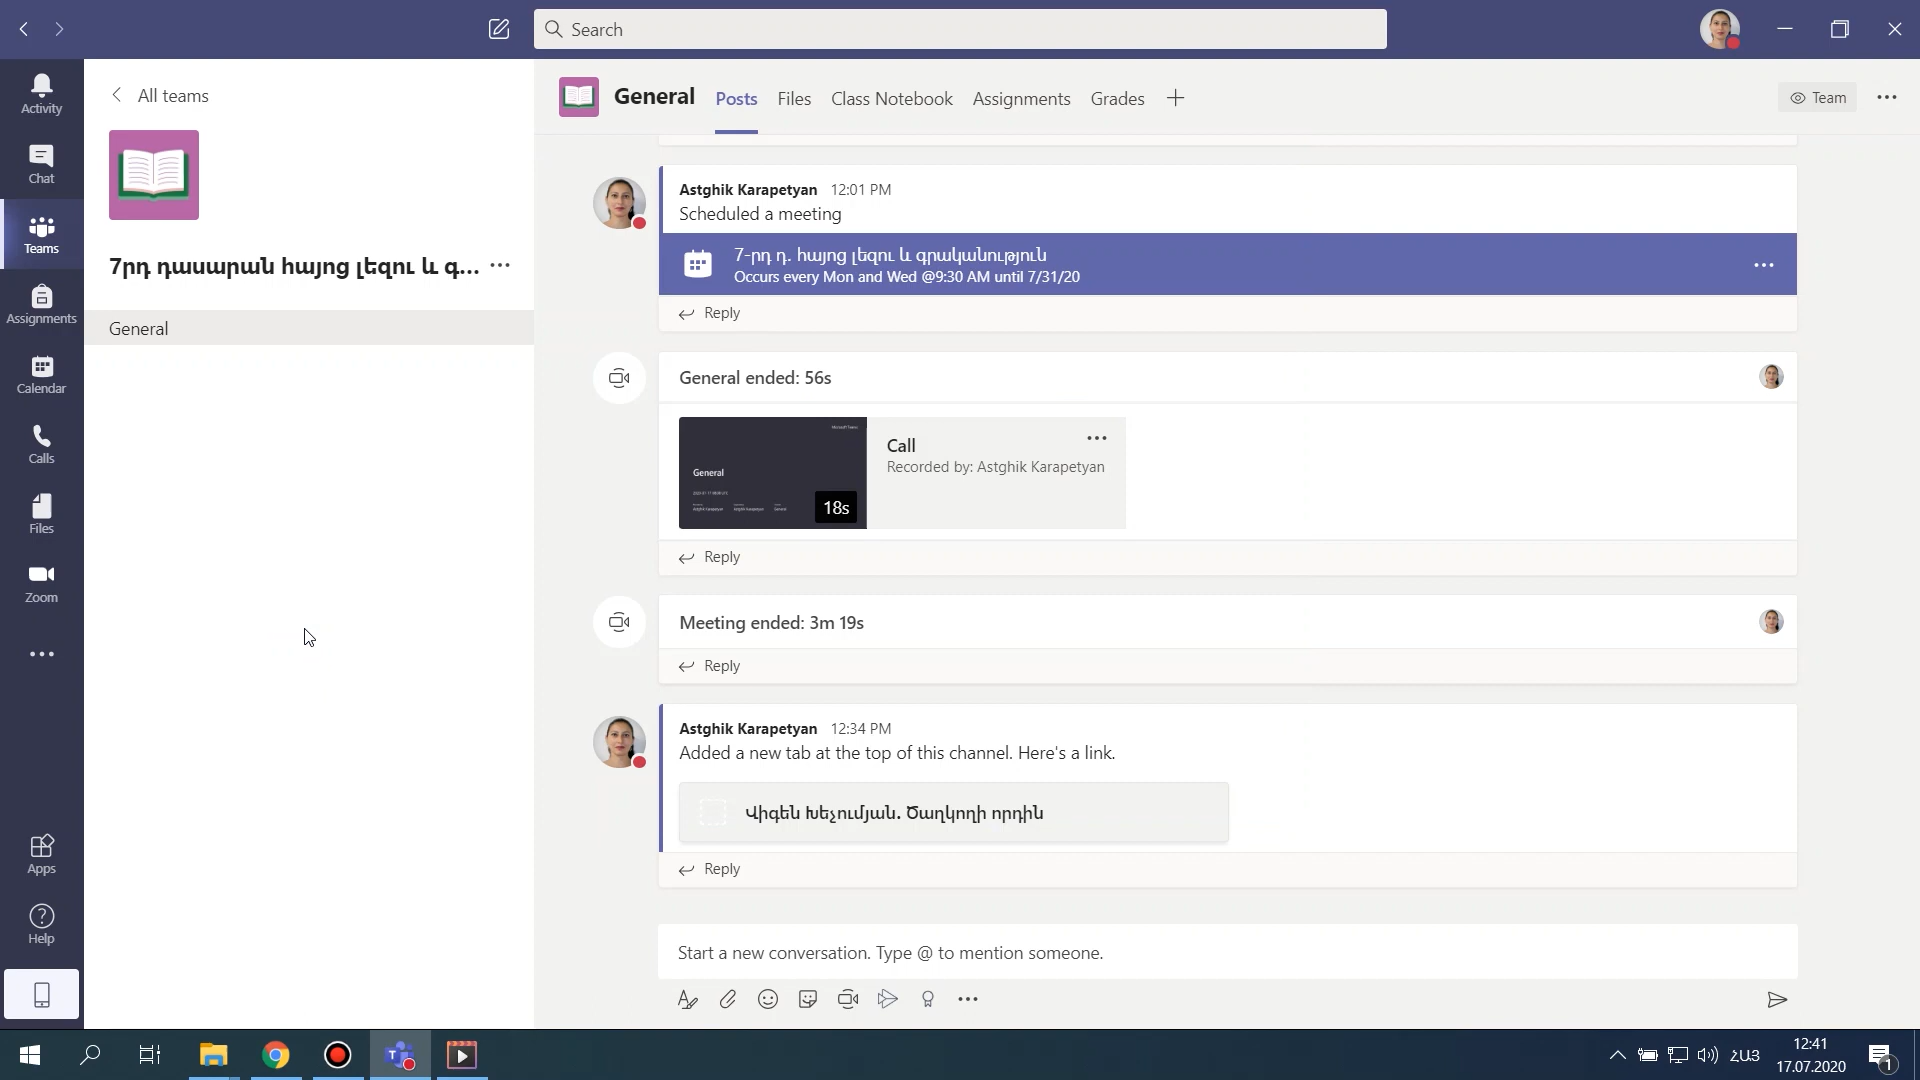 Search
Activity
Chat
Teams
Assignments
Calendar
Calls
Files
Zoom
Apps
Help
All teams
7րդ դասարան հայոց լեզու և գ...
General
General
Posts
Files
Class Notebook
Assignments
Grades
Team
Astghik Karapetyan 12:01 PM
Scheduled a meeting
7-րդ դ. հայոց լեզու և գրականություն
Occurs every Mon and Wed @9:30 AM until 7/31/20
Reply
General ended: 56s
General
18s
Call
Recorded by: Astghik Karapetyan
Reply
Meeting ended: 3m 19s
Reply
Astghik Karapetyan 12:34 PM
Added a new tab at the top of this channel. Here's a link.
Վիգեն Խեչումյան. Ծաղկողի որդին
Reply
Start a new conversation. Type @ to mention someone.
ՀԱՅ
12:41
17.07.2020
1